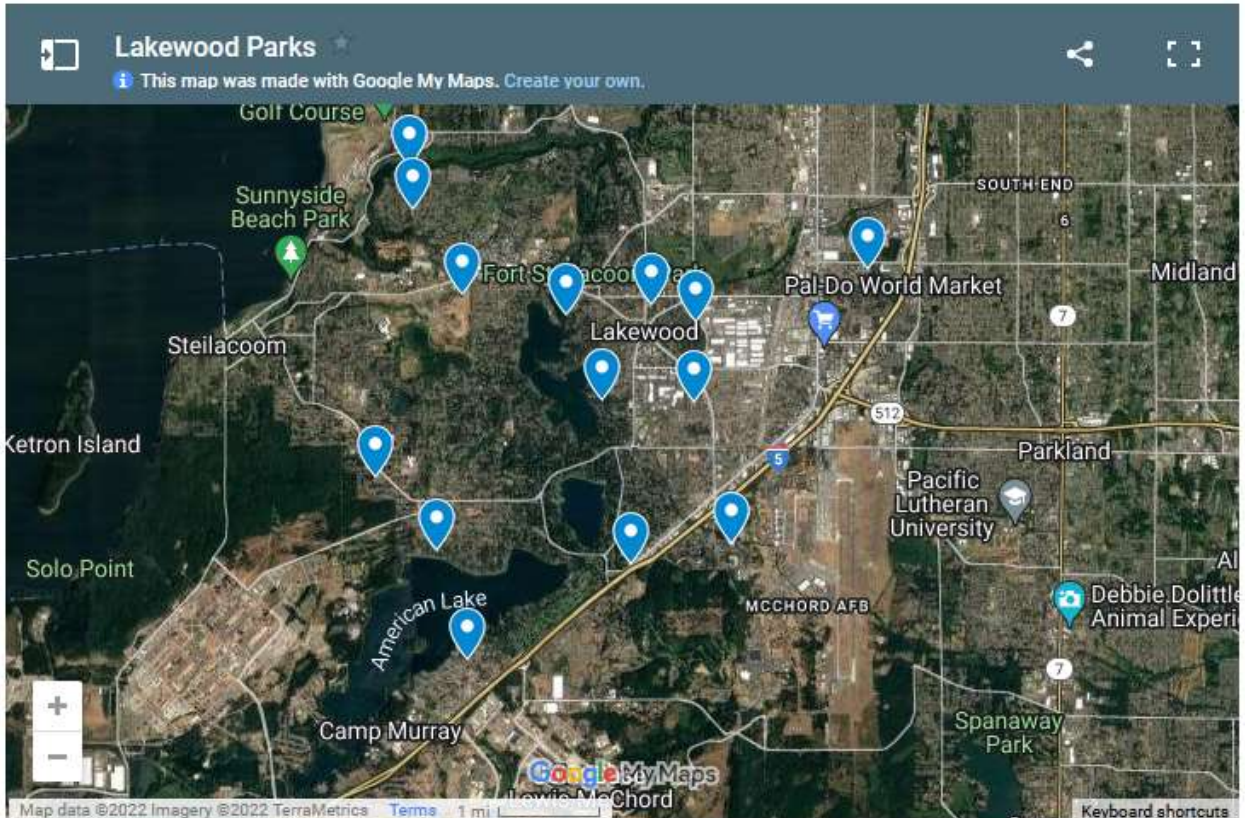 Lakewood Parks
This map was made with Google My Maps. Create your own.
Golf Course
Sunnyside
Beach Park
SOUTH END
6
Midland
Pal-Do World Market
7
Lakewood
Steilacoom
512
Ketron Island
Parkland
5
Pacific
Lutheran
University
Solo Point
American Lake
MCCHORD AFB
Debbie Dolittle
Animal Experi
7
Camp Murray
Spanaway
Park
Google My Maps
Lewis McChord
Map data ©2022 Imagery ©2022 TerraMetrics Terms 1 mi
Keyboard shortcuts